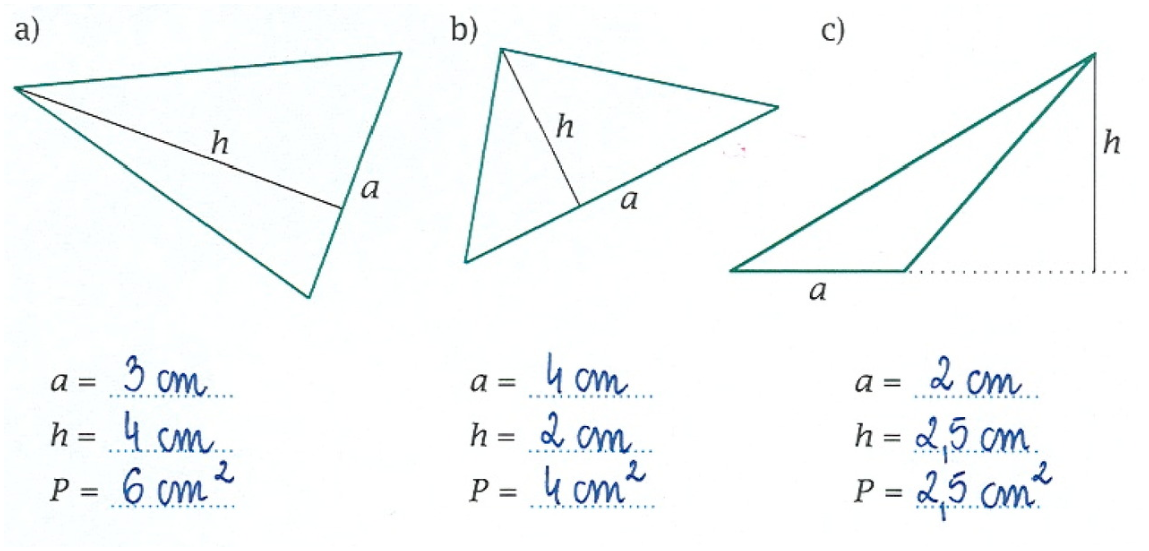 a) b) c)
h h h
a a a
a = 3 cm a = 4 cm a = 2 cm
h = 4 cm h = 2 cm h = 2,5 cm
P = 6 cm² P = 4 cm² P = 2,5 cm²